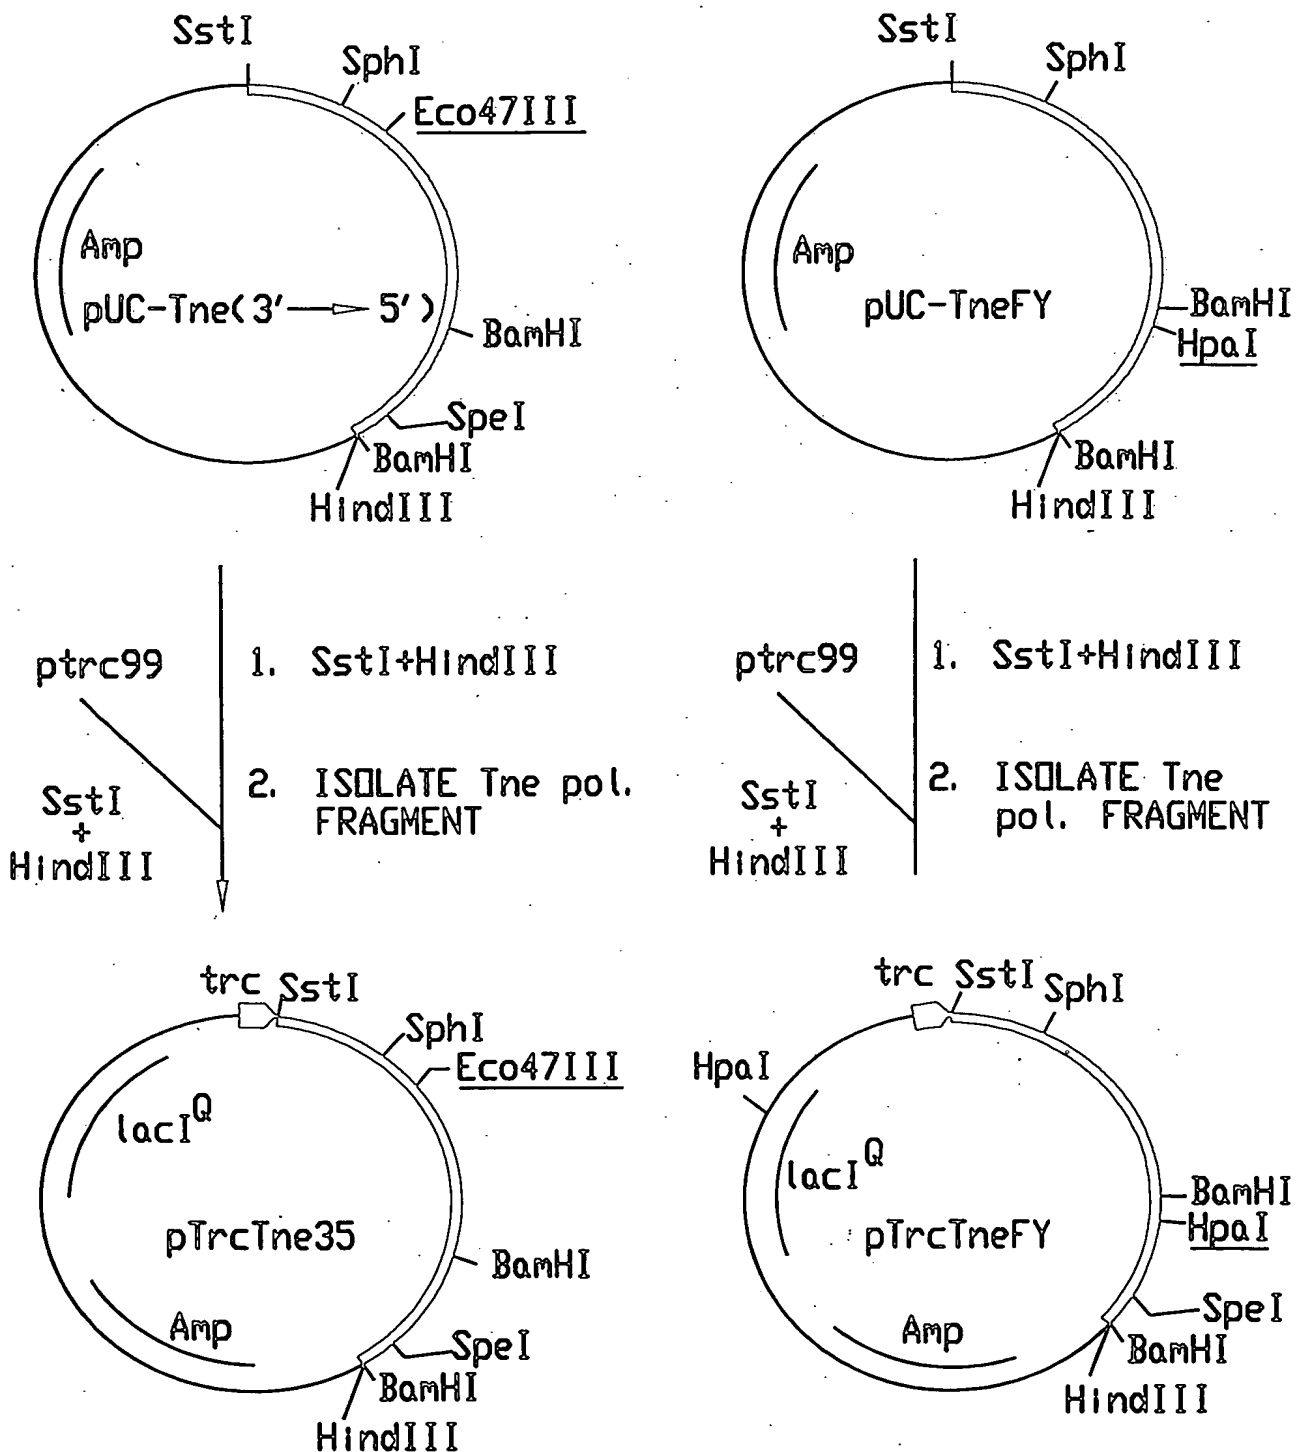 SstI
SphI
Eco47III
Amp
pUC-Tne(3' → 5')
BamHI
SpeI
BamHI
HindIII
SstI
SphI
Amp
pUC-TneFY
BamHI
HpaI
BamHI
HindIII
ptrc99
SstI
+
HindIII
1. SstI+HindIII
2. ISOLATE Tne pol.
FRAGMENT
ptrc99
SstI
+
HindIII
1. SstI+HindIII
2. ISOLATE Tne
pol. FRAGMENT
trc
SstI
SphI
Eco47III
lacI^Q
pTrcTne35
BamHI
Amp
SpeI
BamHI
HindIII
trc
SstI
SphI
HpaI
lacI^Q
BamHI
HpaI
pTrcTneFY
SpeI
Amp
BamHI
HindIII